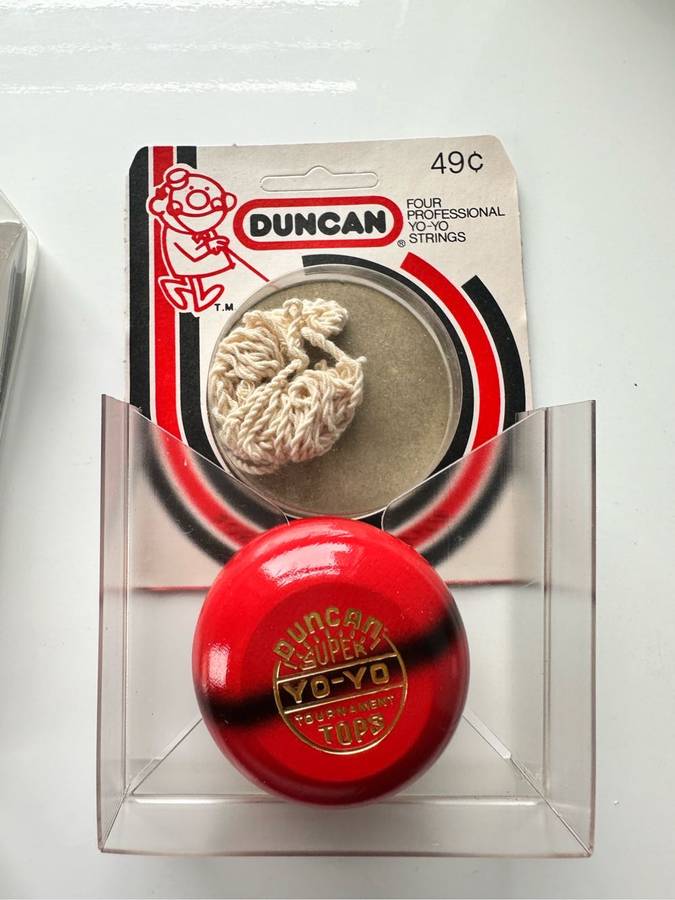 49¢
DUNCAN®
FOUR
PROFESSIONAL
YO-YO
STRINGS
T.M.
DUNCAN
SUPER
YO-YO
TOURNAMENT
TOPS